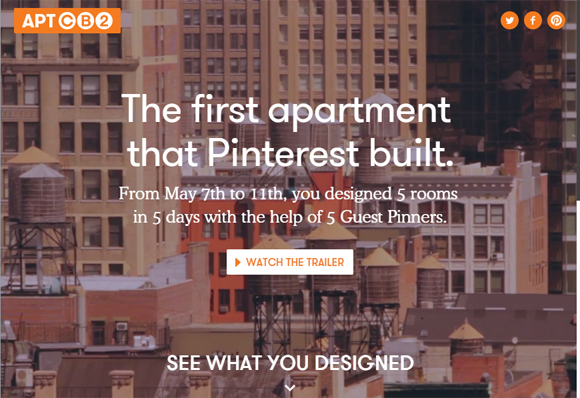 APT CB2
The first apartment
that Pinterest built.
From May 7th to 11th, you designed 5 rooms
in 5 days with the help of 5 Guest Pinners.
WATCH THE TRAILER
SEE WHAT YOU DESIGNED